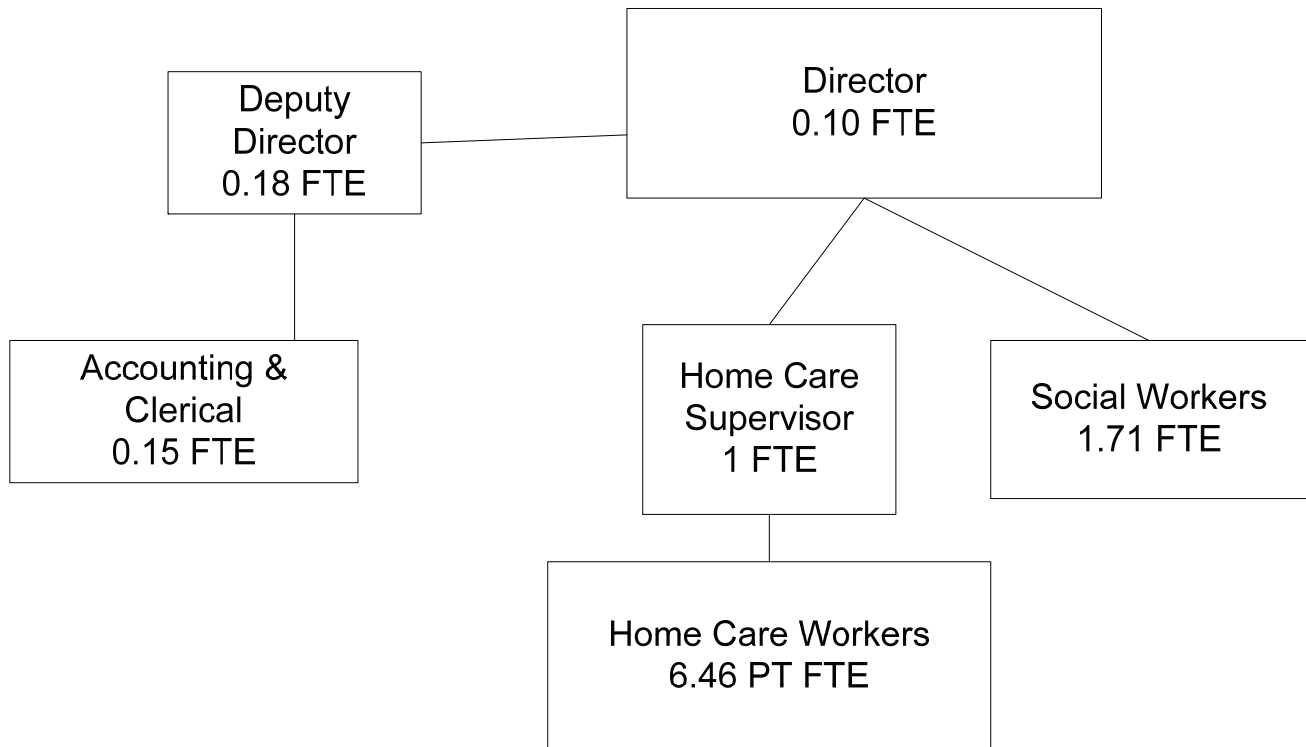 Director
0.10 FTE
Deputy
Director
0.18 FTE
Accounting &
Clerical
0.15 FTE
Home Care
Supervisor
1 FTE
Social Workers
1.71 FTE
Home Care Workers
6.46 PT FTE